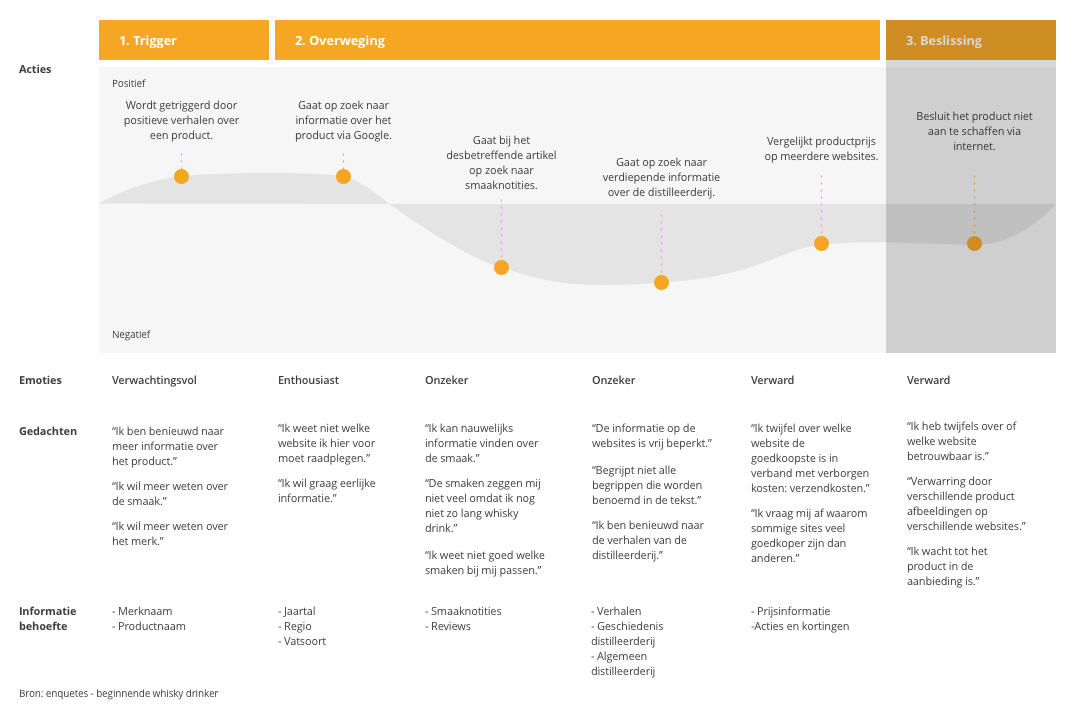 1. Trigger
2. Overweging
3. Beslissing
Acties
Positief
Wordt getriggerd door
positieve verhalen over
een product.
Gaat op zoek naar
informatie over het
product via Google.
Gaat bij het
desbetreffende artikel
op zoek naar
smaaknotities.
Gaat op zoek naar
verdiepende informatie
over de distilleerderij.
Vergelijkt productprijs
op meerdere websites.
Besluit het product niet
aan te schaffen via
internet.
Negatief
Emoties
Verwachtingsvol
Enthousiast
Onzeker
Onzeker
Verward
Verward
Gedachten
“Ik ben benieuwd naar
meer informatie over
het product.”
“Ik wil meer weten over
de smaak.”
“Ik wil meer weten over
het merk.”
“Ik weet niet welke
website ik hier voor
moet raadplegen.”
“Ik wil graag eerlijke
informatie.”
“Ik kan nauwelijks
informatie vinden over
de smaak.”
“De smaken zeggen mij
niet veel omdat ik nog
niet zo lang whisky
drink.”
“Ik weet niet goed welke
smaken bij mij passen.”
“De informatie op de
websites is vrij beperkt.”
“Begrijpt niet alle
begrippen die worden
benoemd in de tekst.”
“Ik ben benieuwd naar
de verhalen van de
distilleerderij.”
“Ik twijfel over welke
website de
goedkoopste is in
verband met verborgen
kosten: verzendkosten.”
“Ik vraag mij af waarom
sommige sites veel
goedkoper zijn dan
anderen.”
“Ik heb twijfels over of
welke website
betrouwbaar is.”
“Verwarring door
verschillende product
afbeeldingen op
verschillende websites.”
“Ik wacht tot het
product in de
aanbieding is.”
Informatie
behoefte
- Merknaam
- Productnaam
- Jaartal
- Regio
- Vatsoort
- Smaaknotities
- Reviews
- Verhalen
- Geschiedenis
distilleerderij
- Algemeen
distilleerderij
- Prijsinformatie
-Acties en kortingen
Bron: enquetes - beginnende whisky drinker